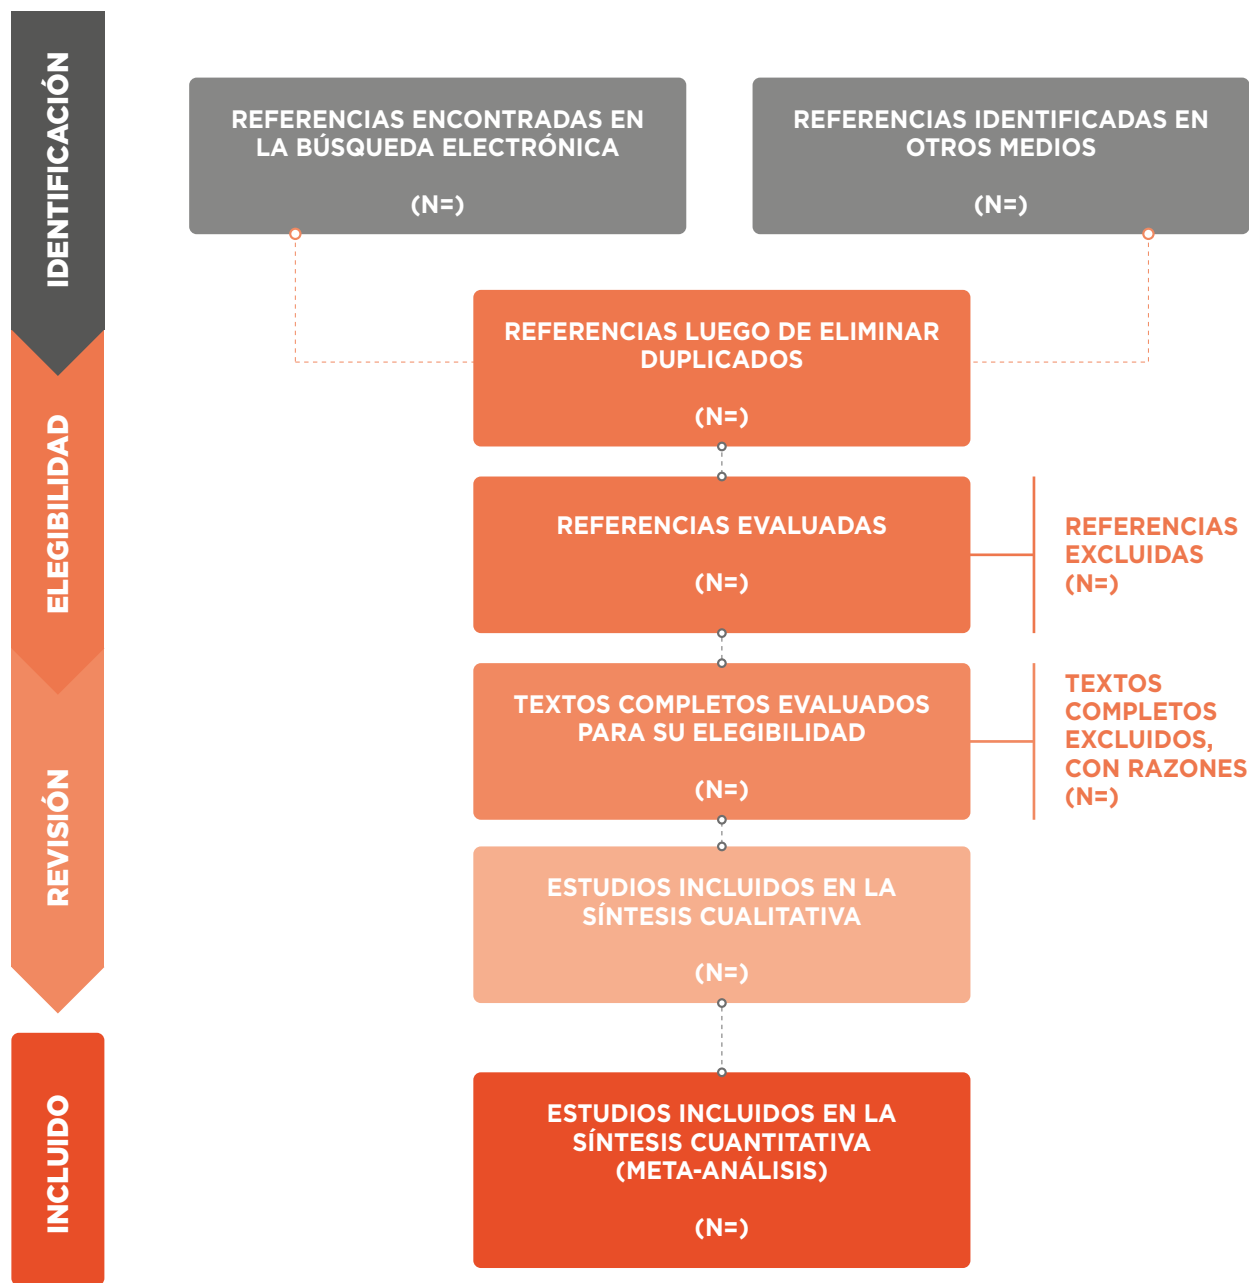 IDENTIFICACIÓN
REFERENCIAS ENCONTRADAS EN
LA BÚSQUEDA ELECTRÓNICA
(N=)
REFERENCIAS IDENTIFICADAS EN
OTROS MEDIOS
(N=)
REFERENCIAS LUEGO DE ELIMINAR
DUPLICADOS
(N=)
ELEGIBILIDAD
REFERENCIAS EVALUADAS
(N=)
REFERENCIAS
EXCLUIDAS
(N=)
TEXTOS COMPLETOS EVALUADOS
PARA SU ELEGIBILIDAD
(N=)
TEXTOS
COMPLETOS
EXCLUIDOS,
CON RAZONES
(N=)
REVISIÓN
ESTUDIOS INCLUIDOS EN LA
SÍNTESIS CUALITATIVA
(N=)
INCLUIDO
ESTUDIOS INCLUIDOS EN LA
SÍNTESIS CUANTITATIVA
(META-ANÁLISIS)
(N=)